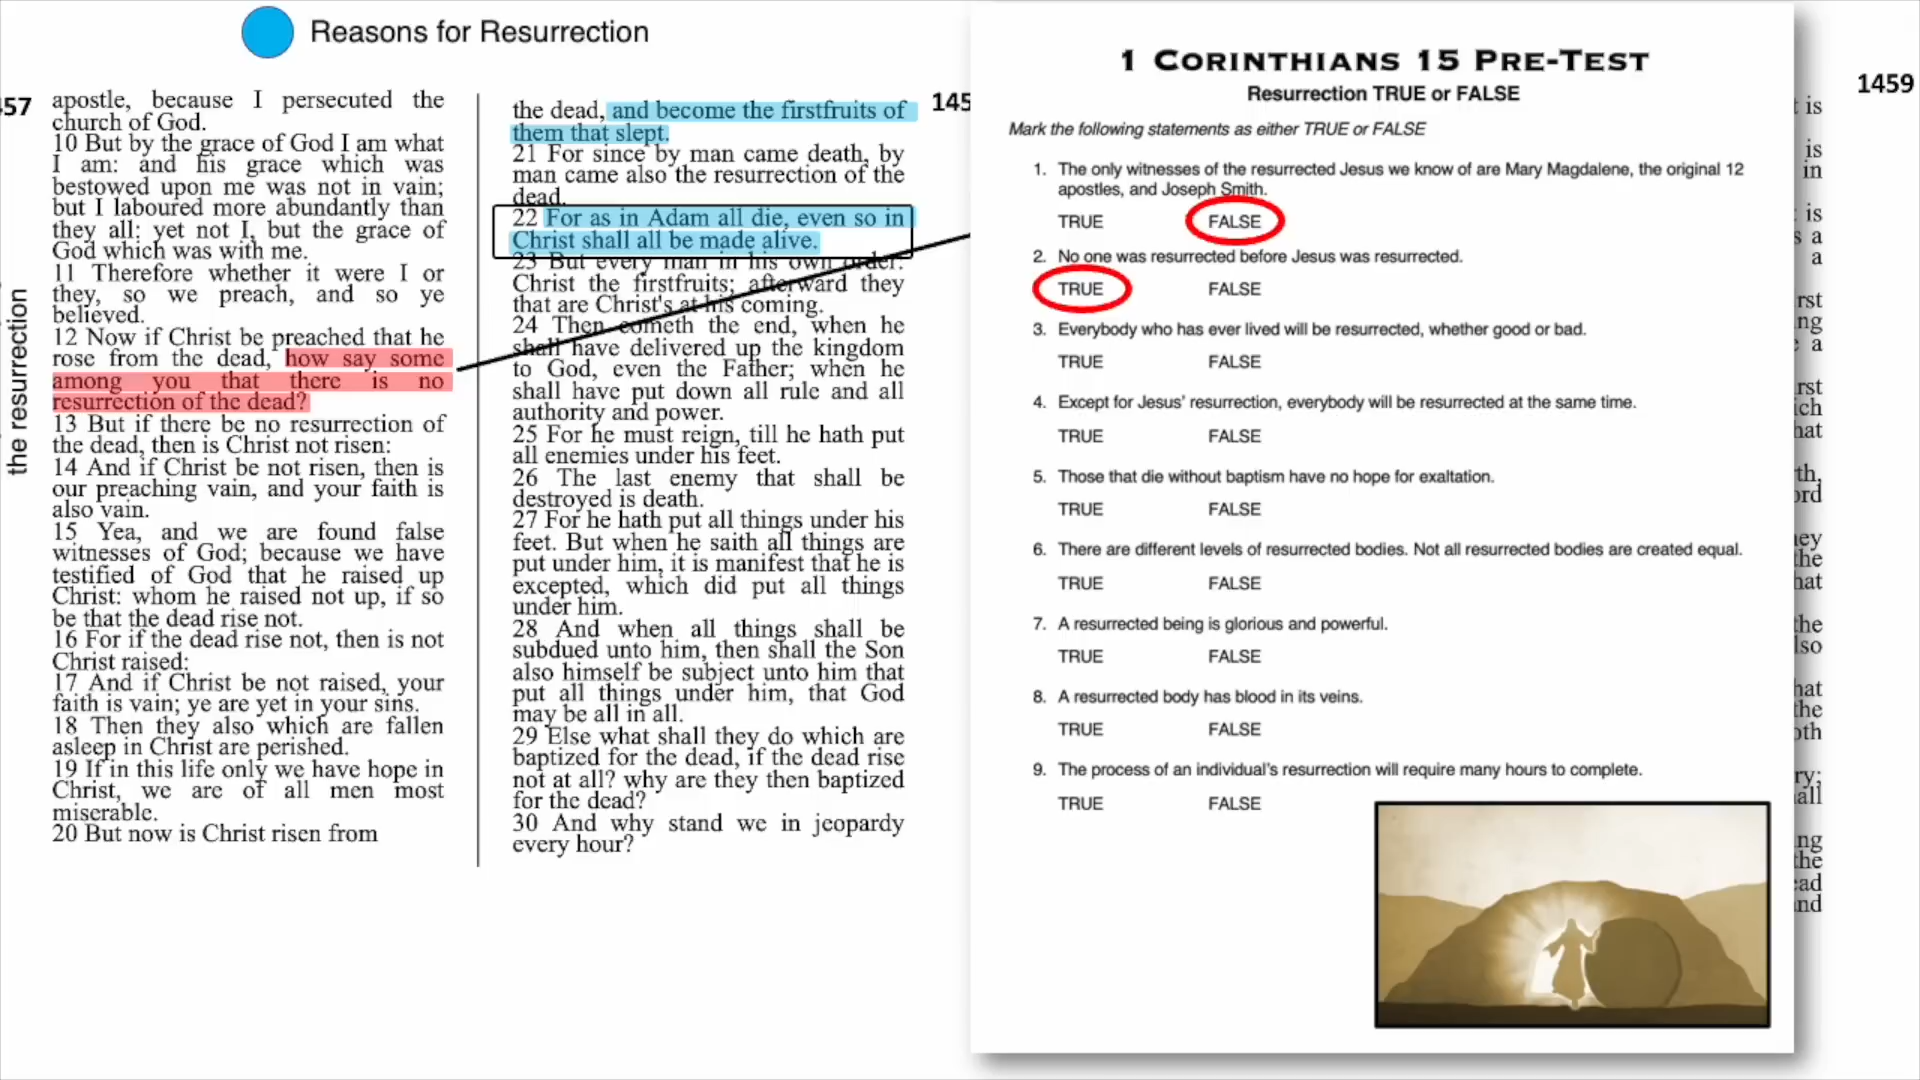 Reasons for Resurrection
457
the resurrection
apostle, because I persecuted the
church of God.
10 But by the grace of God I am what
I am: and his grace which was
bestowed upon me was not in vain;
but I laboured more abundantly than
they all: yet not I, but the grace of
God which was with me.
11 Therefore whether it were I or
they, so we preach, and so ye
believed.
12 Now if Christ be preached that he
rose from the dead, how say some
among you that there is no
resurrection of the dead?
13 But if there be no resurrection of
the dead, then is Christ not risen:
14 And if Christ be not risen, then is
our preaching vain, and your faith is
also vain.
15 Yea, and we are found false
witnesses of God; because we have
testified of God that he raised up
Christ: whom he raised not up, if so
be that the dead rise not.
16 For if the dead rise not, then is not
Christ raised:
17 And if Christ be not raised, your
faith is vain; ye are yet in your sins.
18 Then they also which are fallen
asleep in Christ are perished.
19 If in this life only we have hope in
Christ, we are of all men most
miserable.
20 But now is Christ risen from
the dead, and become the firstfruits of
them that slept.
21 For since by man came death, by
man came also the resurrection of the
dead.
22 For as in Adam all die, even so in
Christ shall all be made alive.
23 But every man in his own order:
Christ the firstfruits; afterward they
that are Christ's at his coming.
24 Then cometh the end, when he
shall have delivered up the kingdom
to God, even the Father; when he
shall have put down all rule and all
authority and power.
25 For he must reign, till he hath put
all enemies under his feet.
26 The last enemy that shall be
destroyed is death.
27 For he hath put all things under his
feet. But when he saith all things are
put under him, it is manifest that he is
excepted, which did put all things
under him.
28 And when all things shall be
subdued unto him, then shall the Son
also himself be subject unto him that
put all things under him, that God
may be all in all.
29 Else what shall they do which are
baptized for the dead, if the dead rise
not at all? why are they then baptized
for the dead?
30 And why stand we in jeopardy
every hour?
145
1 Corinthians 15 Pre-Test
Resurrection TRUE or FALSE
Mark the following statements as either TRUE or FALSE
1. The only witnesses of the resurrected Jesus we know of are Mary Magdalene, the original 12
apostles, and Joseph Smith.
TRUE FALSE
2. No one was resurrected before Jesus was resurrected.
TRUE FALSE
3. Everybody who has ever lived will be resurrected, whether good or bad.
TRUE FALSE
4. Except for Jesus' resurrection, everybody will be resurrected at the same time.
TRUE FALSE
5. Those that die without baptism have no hope for exaltation.
TRUE FALSE
6. There are different levels of resurrected bodies. Not all resurrected bodies are created equal.
TRUE FALSE
7. A resurrected being is glorious and powerful.
TRUE FALSE
8. A resurrected body has blood in its veins.
TRUE FALSE
9. The process of an individual's resurrection will require many hours to complete.
TRUE FALSE
1459
is
is
in
is
a
a
a
the
the
the